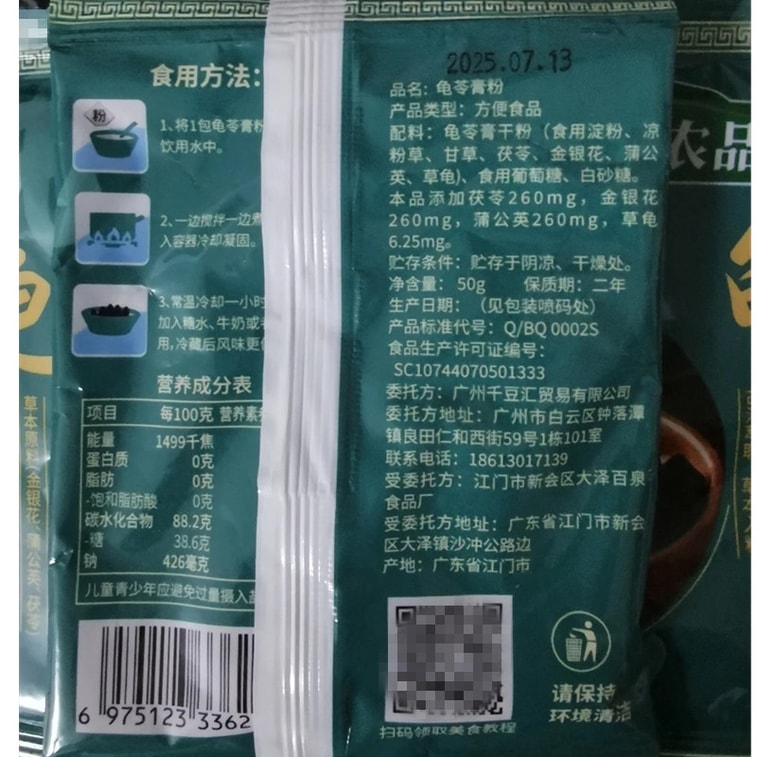 食用方法:
粉
1、将1包龟苓膏粉
饮用水中。
2、一边搅拌一边煮
入容器冷却凝固。
3、常温冷却一小时
加入糖水、牛奶或
用,冷藏后风味更
营养成分表
项目 每100克 营养素
能量 1499千焦
蛋白质 0克
脂肪 0克
-饱和脂肪酸 0克
碳水化合物 88.2克
-糖 38.6克
钠 426毫克
儿童青少年应避免过量摄入
6 975123 3362
2025.07.13
品名:龟苓膏粉
产品类型:方便食品
配料:龟苓膏干粉(食用淀粉、凉
粉草、甘草、茯苓、金银花、蒲公
英、草龟)、食用葡萄糖、白砂糖。
本品添加茯苓260mg,金银花
260mg,蒲公英260mg,草龟
6.25mg。
贮存条件:贮存于阴凉、干燥处。
净含量:50g 保质期:二年
生产日期:(见包装喷码处)
产品标准代号:Q/BQ 0002S
食品生产许可证编号:
SC10744070501333
委托方:广州千豆汇贸易有限公司
委托方地址:广州市白云区钟落潭
镇良田仁和西街59号1栋101室
联系电话:18613017139
受委托方:江门市新会区大泽百泉
食品厂
受委托方地址:广东省江门市新会
区大泽镇沙冲公路边
产地:广东省江门市
扫码领取美食教程
请保持
环境清洁
草本原料(金银花、蒲公英、茯苓)
农品